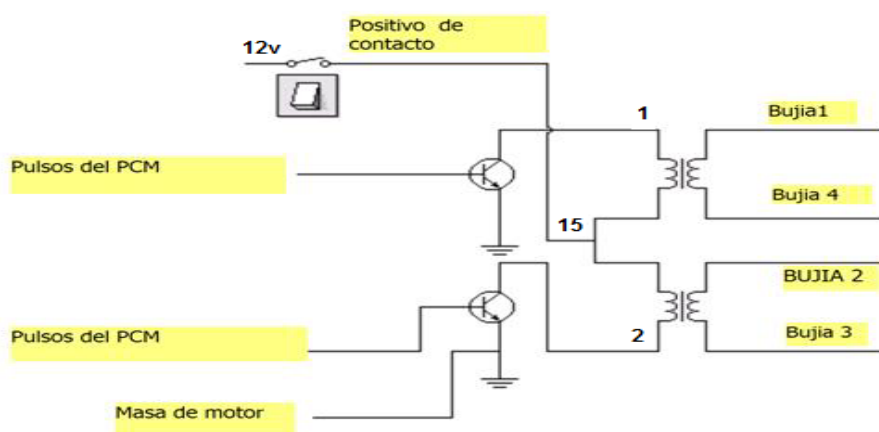 Positivo de
contacto
12v
1
Bujia1
Pulsos del PCM
Bujia 4
15
BUJIA 2
Pulsos del PCM
2
Bujia 3
Masa de motor